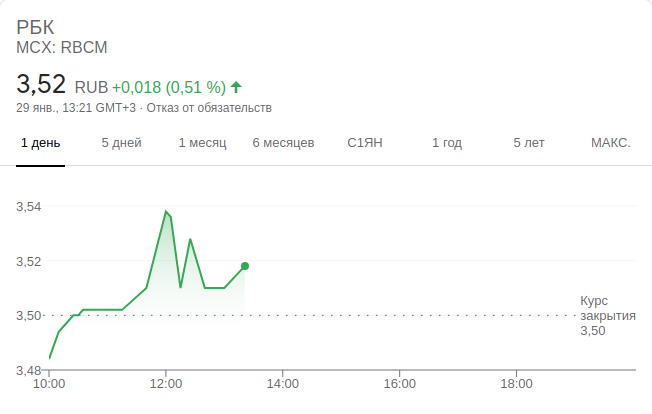 РБК
MCX: RBCM
3,52 RUB +0,018 (0,51 %)
29 янв., 13:21 GMT+3 · Отказ от обязательств
1 день 5 дней 1 месяц 6 месяцев С1ЯН 1 год 5 лет МАКС.
3,54
3,52
3,50
Курс
закрытия
3,50
3,48
10:00 12:00 14:00 16:00 18:00